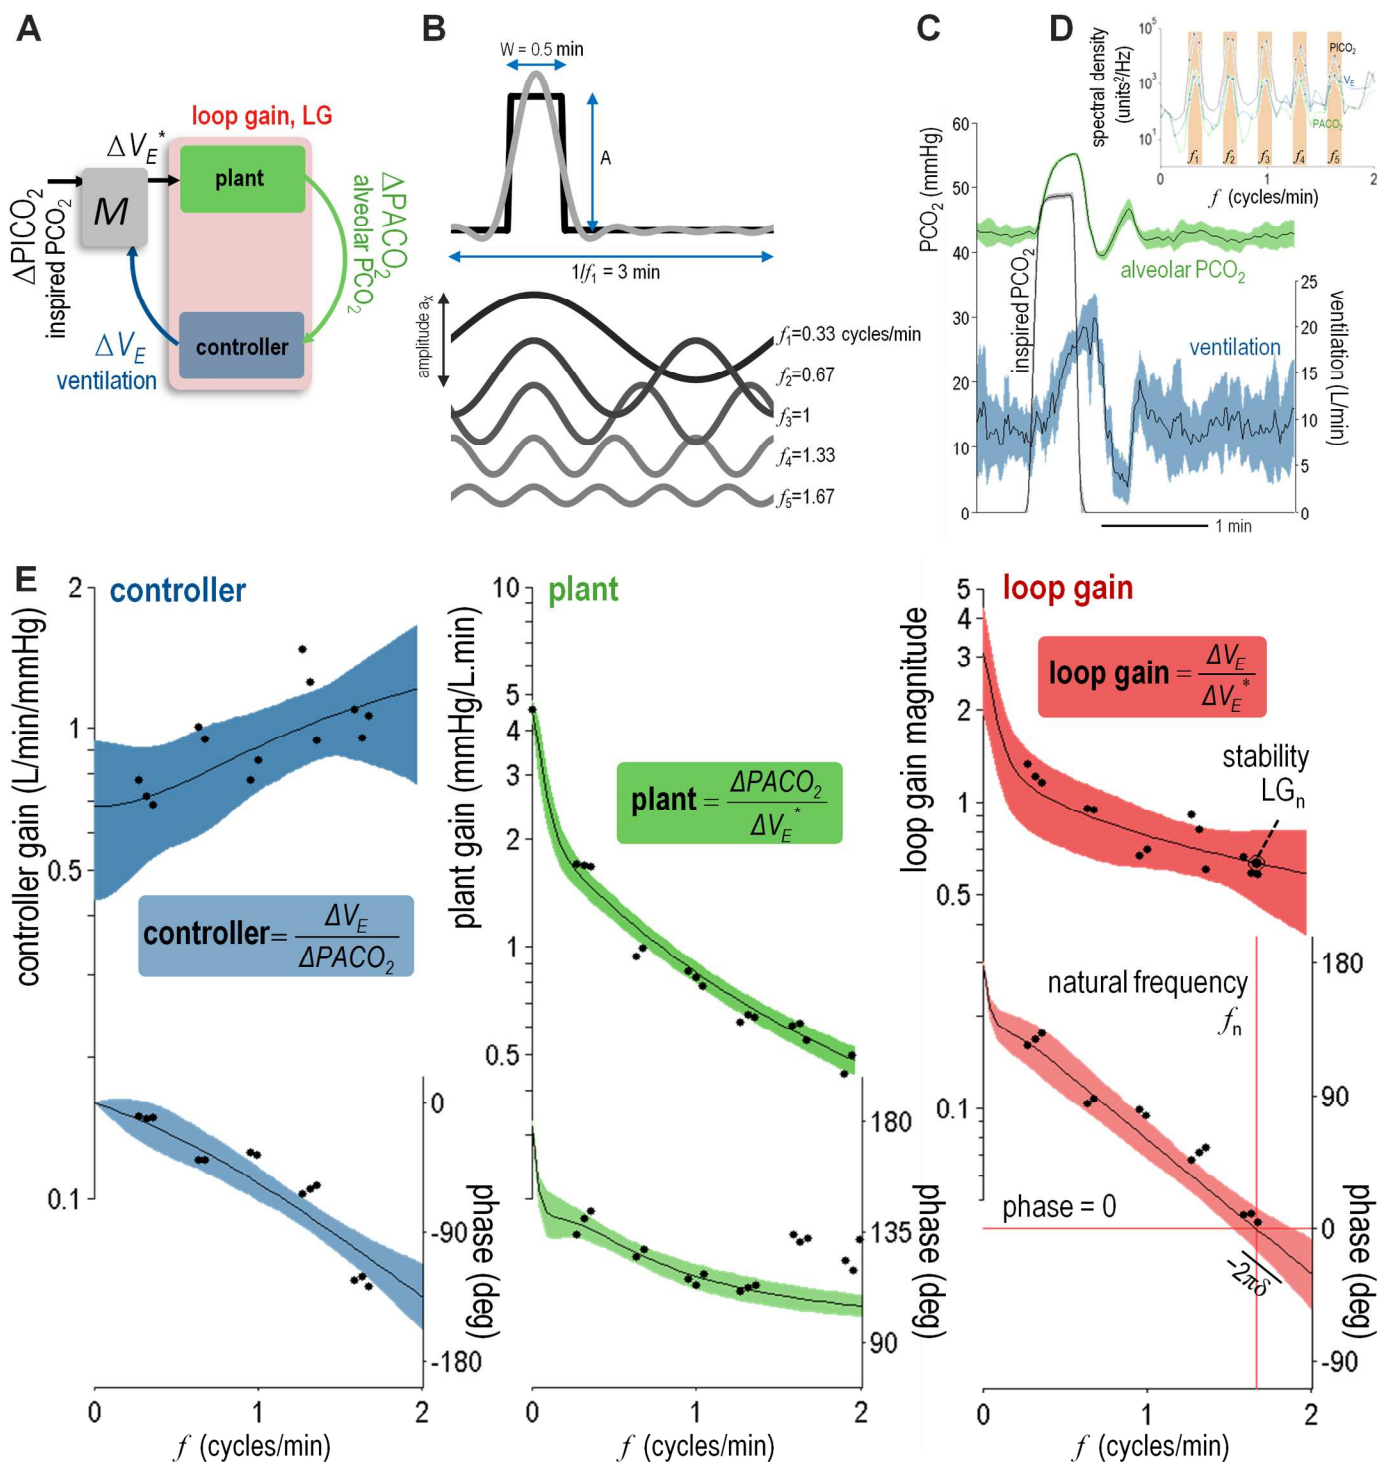 A
loop gain, LG
ΔV_E*
plant
M
ΔPICO₂
inspired PCO₂
ΔPACO₂
alveolar PCO₂
controller
ΔV_E
ventilation
B
W = 0.5 min
A
1/f₁ = 3 min
amplitude aₓ
f₁=0.33 cycles/min
f₂=0.67
f₃=1
f₄=1.33
f₅=1.67
C
PCO₂ (mmHg)
60
50
40
30
20
10
0
inspired PCO₂
alveolar PCO₂
ventilation
25
20
15
10
5
0
ventilation (L/min)
1 min
D
spectral density
(units²/Hz)
10⁵
10³
10¹
PICO₂
V_E
PACO₂
f₁ f₂ f₃ f₄ f₅
0 1 2
f (cycles/min)
E
controller
controller gain (L/min/mmHg)
2
1
0.5
0.1
controller = ΔV_E / ΔPACO₂
0
-90
-180
phase (deg)
0 1 2
f (cycles/min)
plant
plant gain (mmHg/L.min)
10
5
4
3
2
1
0.5
plant = ΔPACO₂ / ΔV_E*
180
135
90
phase (deg)
0 1 2
f (cycles/min)
loop gain
loop gain magnitude
5
4
3
2
1
0.5
0.1
loop gain = ΔV_E / ΔV_E*
stability
LGₙ
natural frequency
fₙ
phase = 0
-2πδ
180
90
0
-90
phase (deg)
0 1 2
f (cycles/min)